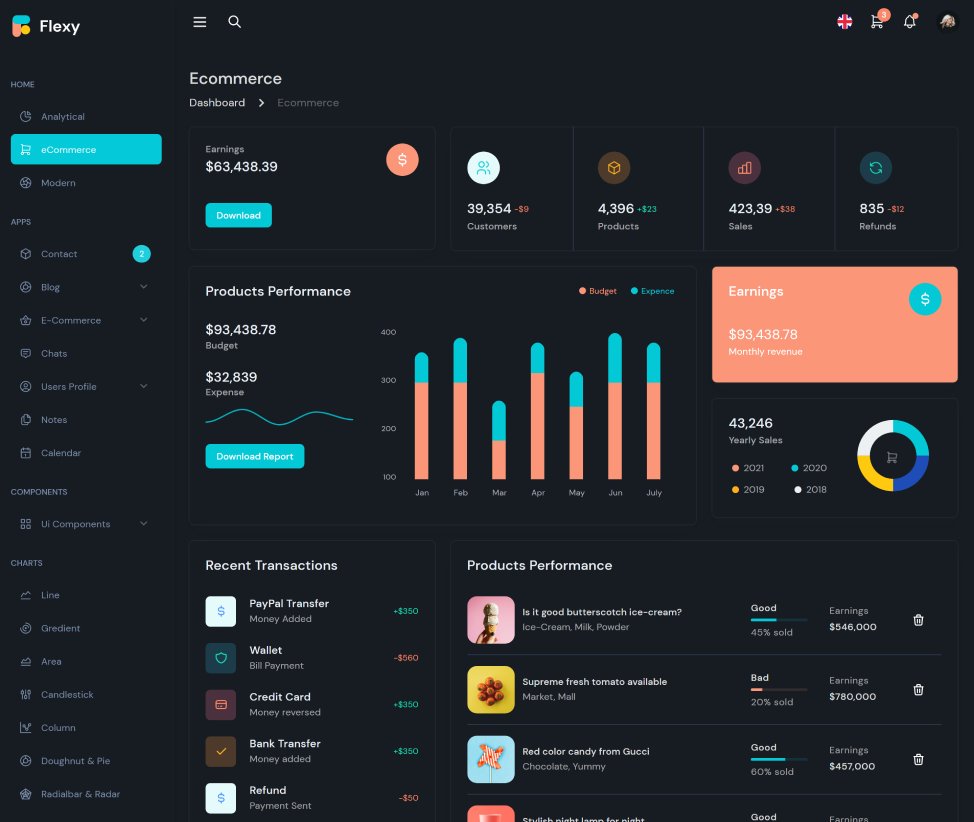 Flexy
3
HOME
Analytical
eCommerce
Modern
APPS
Contact
2
Blog
E-Commerce
Chats
Users Profile
Notes
Calendar
COMPONENTS
Ui Components
CHARTS
Line
Gredient
Area
Candlestick
Column
Doughnut & Pie
Radialbar & Radar
Ecommerce
Dashboard > Ecommerce
Earnings
$63,438.39
$
Download
39,354 -$9
Customers
4,396 +$23
Products
423,39 +$38
Sales
835 -$12
Refunds
Products Performance
Budget
Expence
$93,438.78
Budget
$32,839
Expense
Download Report
400
300
200
100
Jan Feb Mar Apr May Jun July
Earnings
$
$93,438.78
Monthly revenue
43,246
Yearly Sales
2021 2020
2019 2018
Recent Transactions
$
PayPal Transfer
+$350
Money Added
Wallet
-$560
Bill Payment
Credit Card
+$350
Money reversed
Bank Transfer
+$350
Money added
$
Refund
-$50
Payment Sent
Products Performance
Is it good butterscotch ice-cream?
Ice-Cream, Milk, Powder
Good
45% sold
Earnings
$546,000
Supreme fresh tomato available
Market, Mall
Bad
20% sold
Earnings
$780,000
Red color candy from Gucci
Chocolate, Yummy
Good
60% sold
Earnings
$457,000
Stylish night lamp for night
Good
Earnings